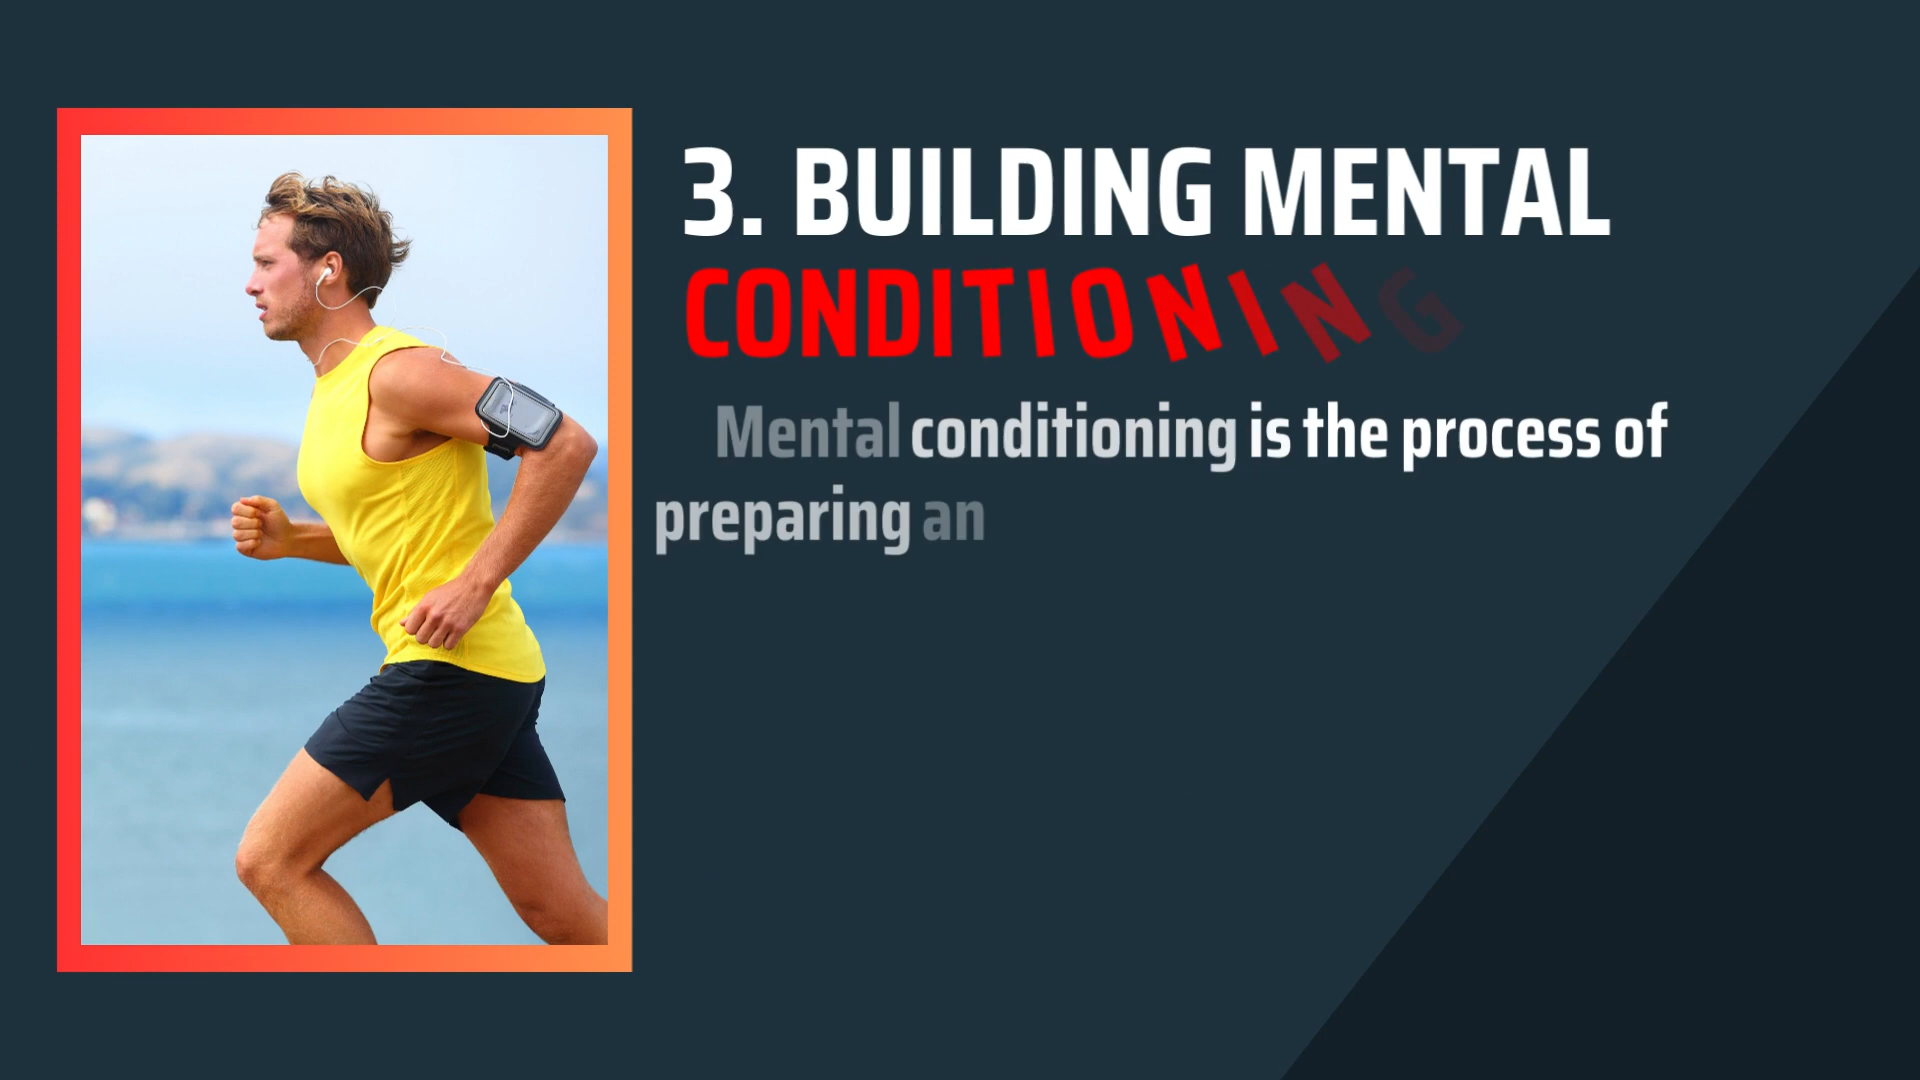 3. BUILDING MENTAL
CONDITIONING
Mental conditioning is the process of
preparing an